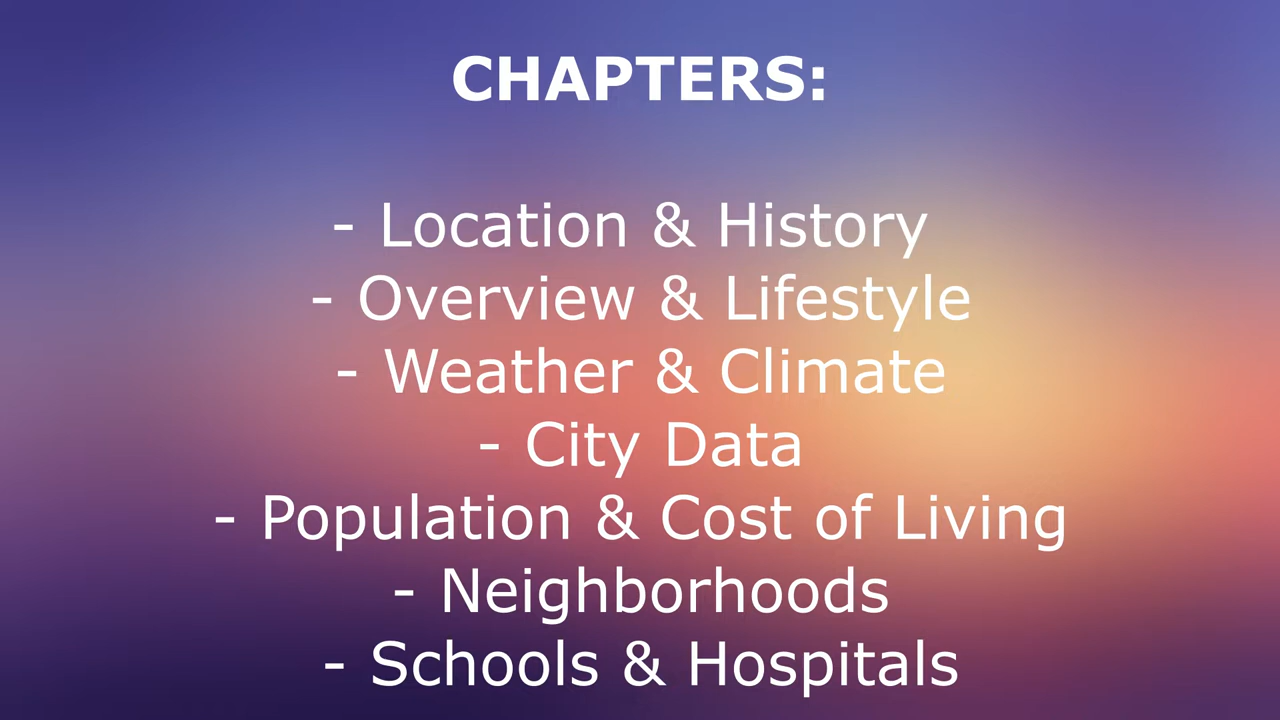 CHAPTERS:
- Location & History
- Overview & Lifestyle
- Weather & Climate
- City Data
- Population & Cost of Living
- Neighborhoods
- Schools & Hospitals